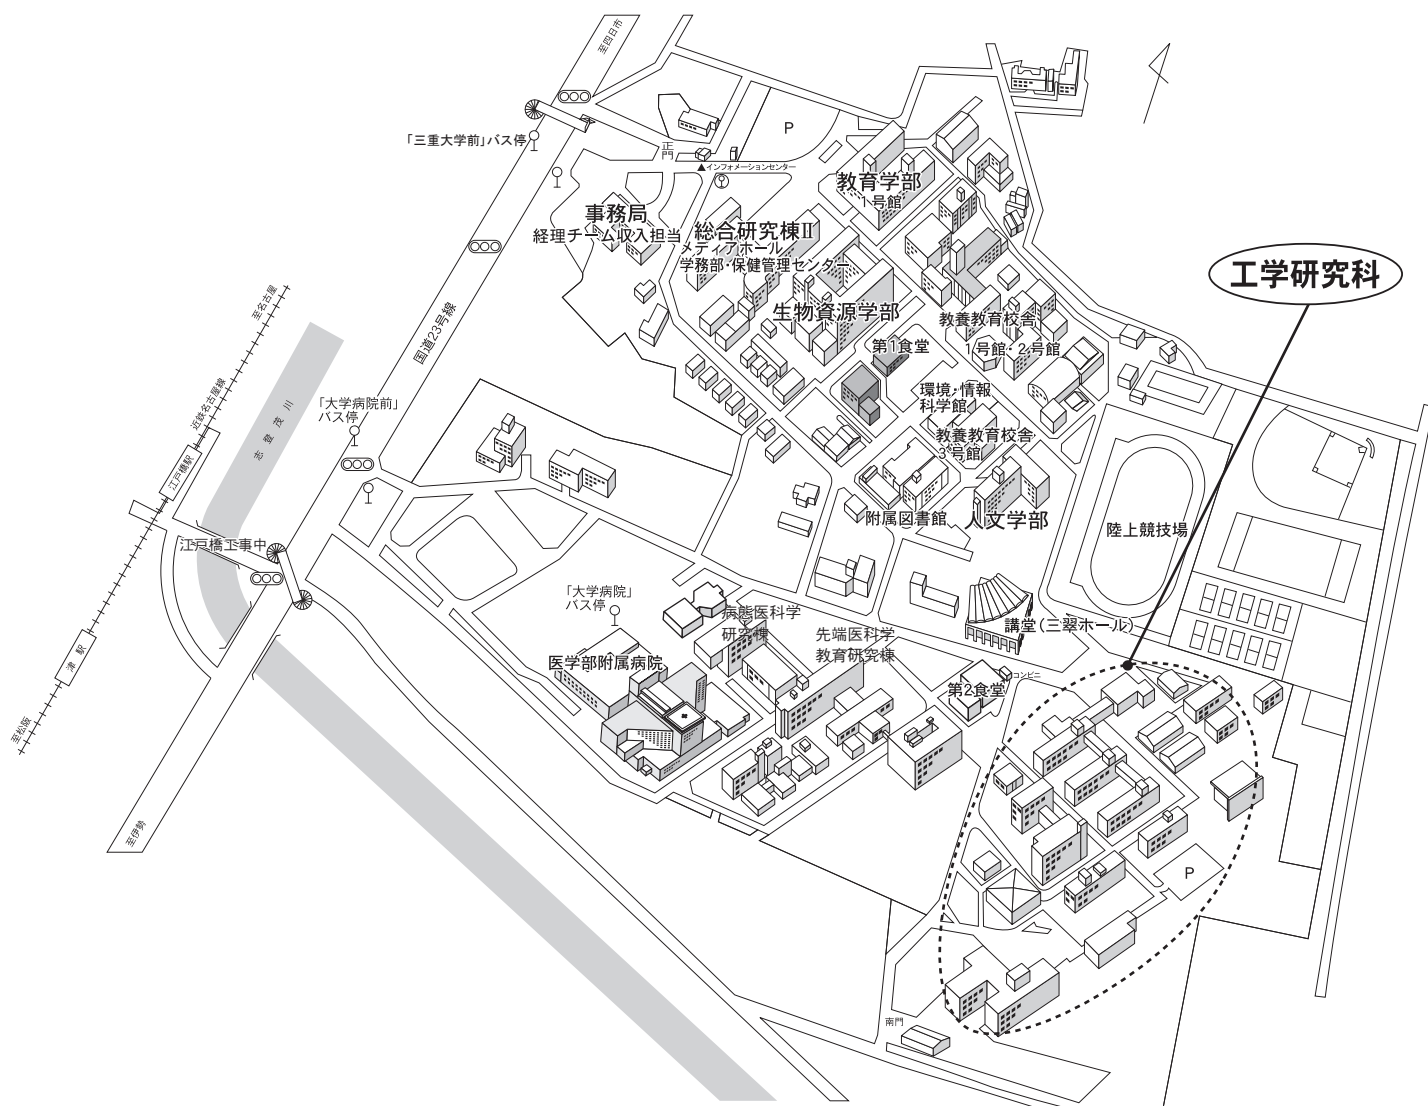 至四日市
「三重大学前」バス停
正門
P
▲インフォメーションセンター
教育学部
1号館
事務局
経理チーム収入担当
総合研究棟Ⅱ
メディアホール
学務部・保健管理センター
生物資源学部
工学研究科
教養教育校舎
1号館・2号館
第1食堂
環境・情報
科学館
教養教育校舎
3号館
附属図書館
人文学部
陸上競技場
至名古屋
国道23号線
近鉄名古屋線
志登茂川
「大学病院前」
バス停
江戸橋駅
江戸橋工事中
津駅
至松阪
至伊勢
「大学病院」
バス停
病態医科学
研究棟
先端医科学
教育研究棟
医学部附属病院
講堂(三翠ホール)
コンビニ
第2食堂
P
南門